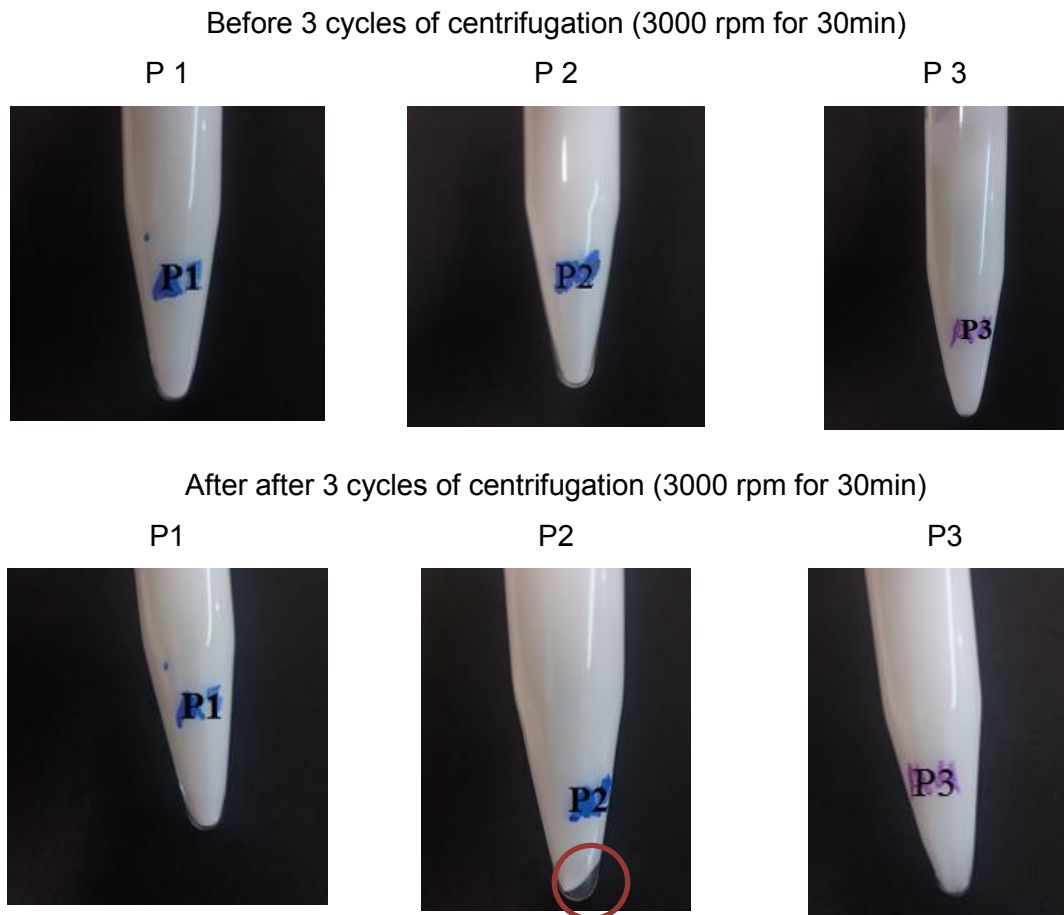 Before 3 cycles of centrifugation (3000 rpm for 30min)
P 1 P 2 P 3
P1 P2 P3
After after 3 cycles of centrifugation (3000 rpm for 30min)
P1 P2 P3
P1 P2 P3